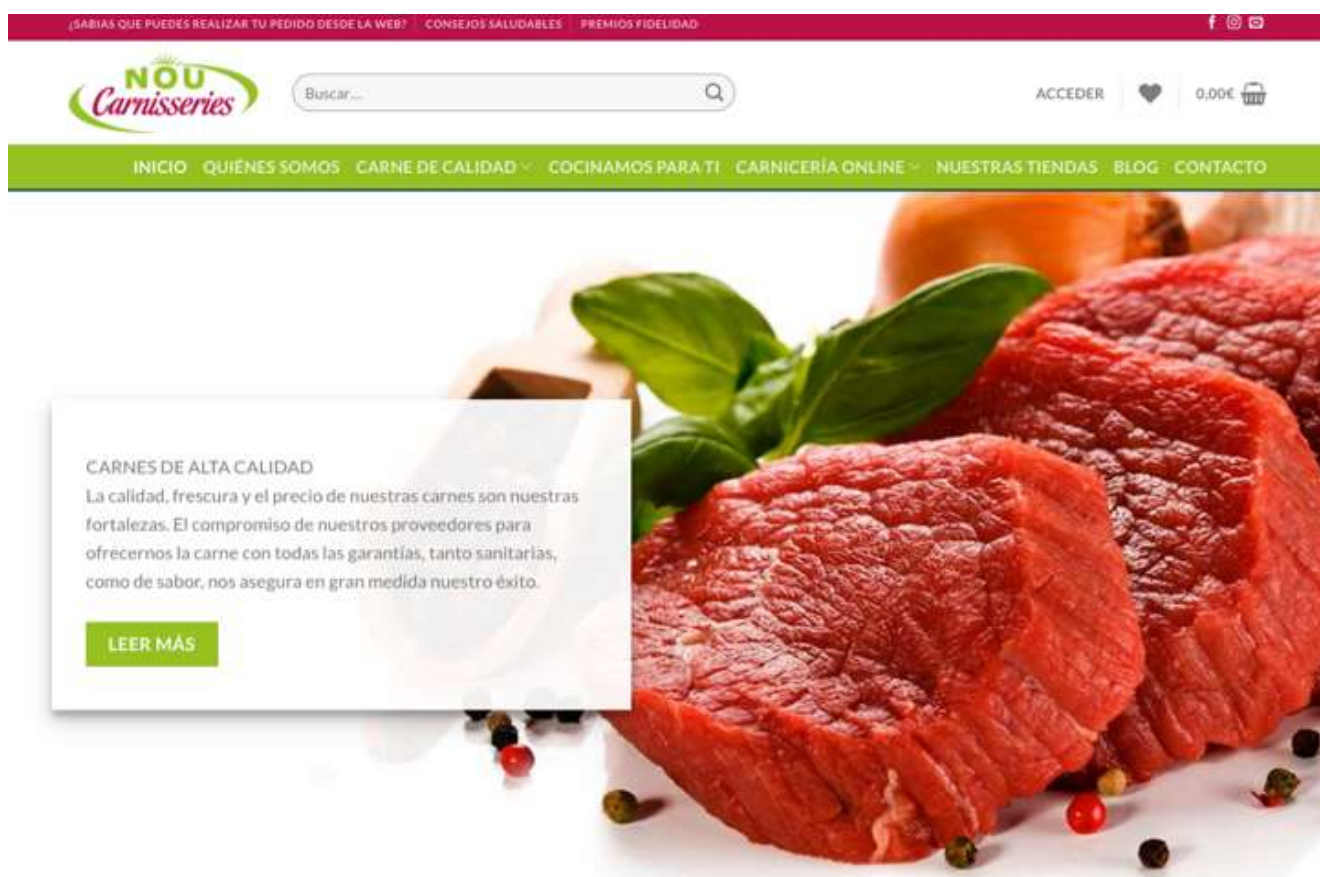 ¿SABIAS QUE PUEDES REALIZAR TU PEDIDO DESDE LA WEB? CONSEJOS SALUDABLES PREMIOS FIDELIDAD
NOU
Carnisseries
Buscar...
ACCEDER
0,00€
INICIO QUIÉNES SOMOS CARNE DE CALIDAD COCINAMOS PARA TI CARNICERÍA ONLINE NUESTRAS TIENDAS BLOG CONTACTO
CARNES DE ALTA CALIDAD
La calidad, frescura y el precio de nuestras carnes son nuestras
fortalezas. El compromiso de nuestros proveedores para
ofrecernos la carne con todas las garantías, tanto sanitarias,
como de sabor, nos asegura en gran medida nuestro éxito.
LEER MÁS